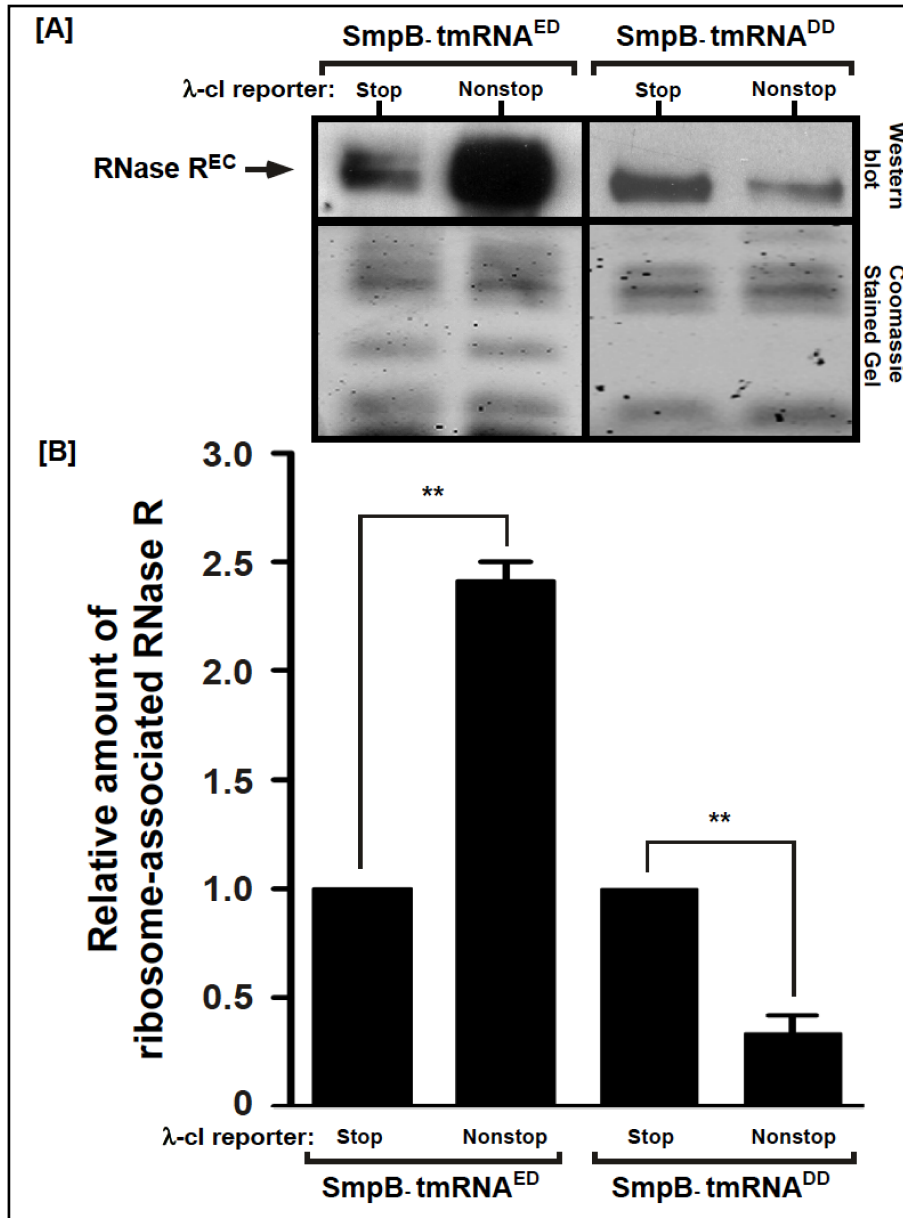 [A]
SmpB- tmRNA^ED SmpB- tmRNA^DD
λ-cI reporter: Stop Nonstop Stop Nonstop
RNase R^EC
Western
blot
Coomassie
Stained Gel
[B]
Relative amount of
ribosome-associated RNase R
3.0
2.5
2.0
1.5
1.0
0.5
0
**
**
λ-cI reporter: Stop Nonstop Stop Nonstop
SmpB- tmRNA^ED SmpB- tmRNA^DD